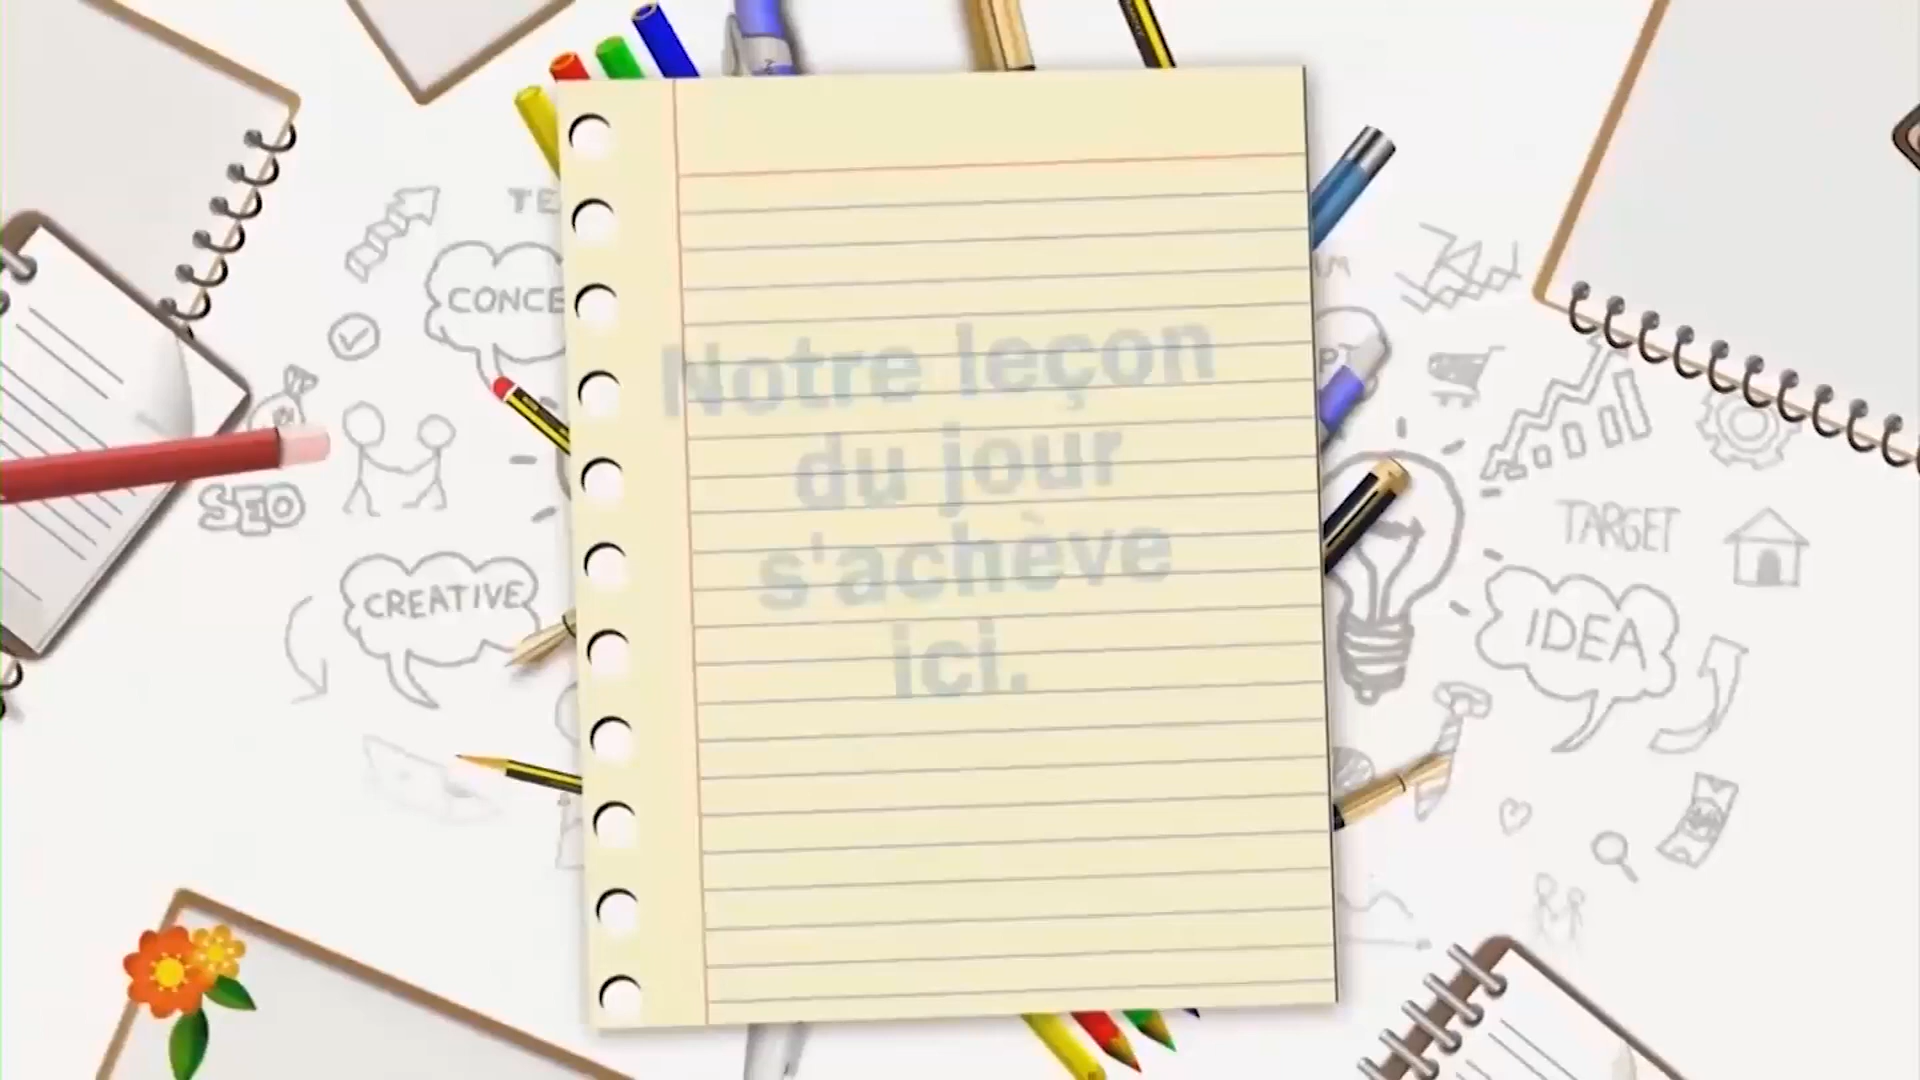 Notre leçon
du jour
s'achève
ici.
CONCE
SEO
CREATIVE
TARGET
IDEA